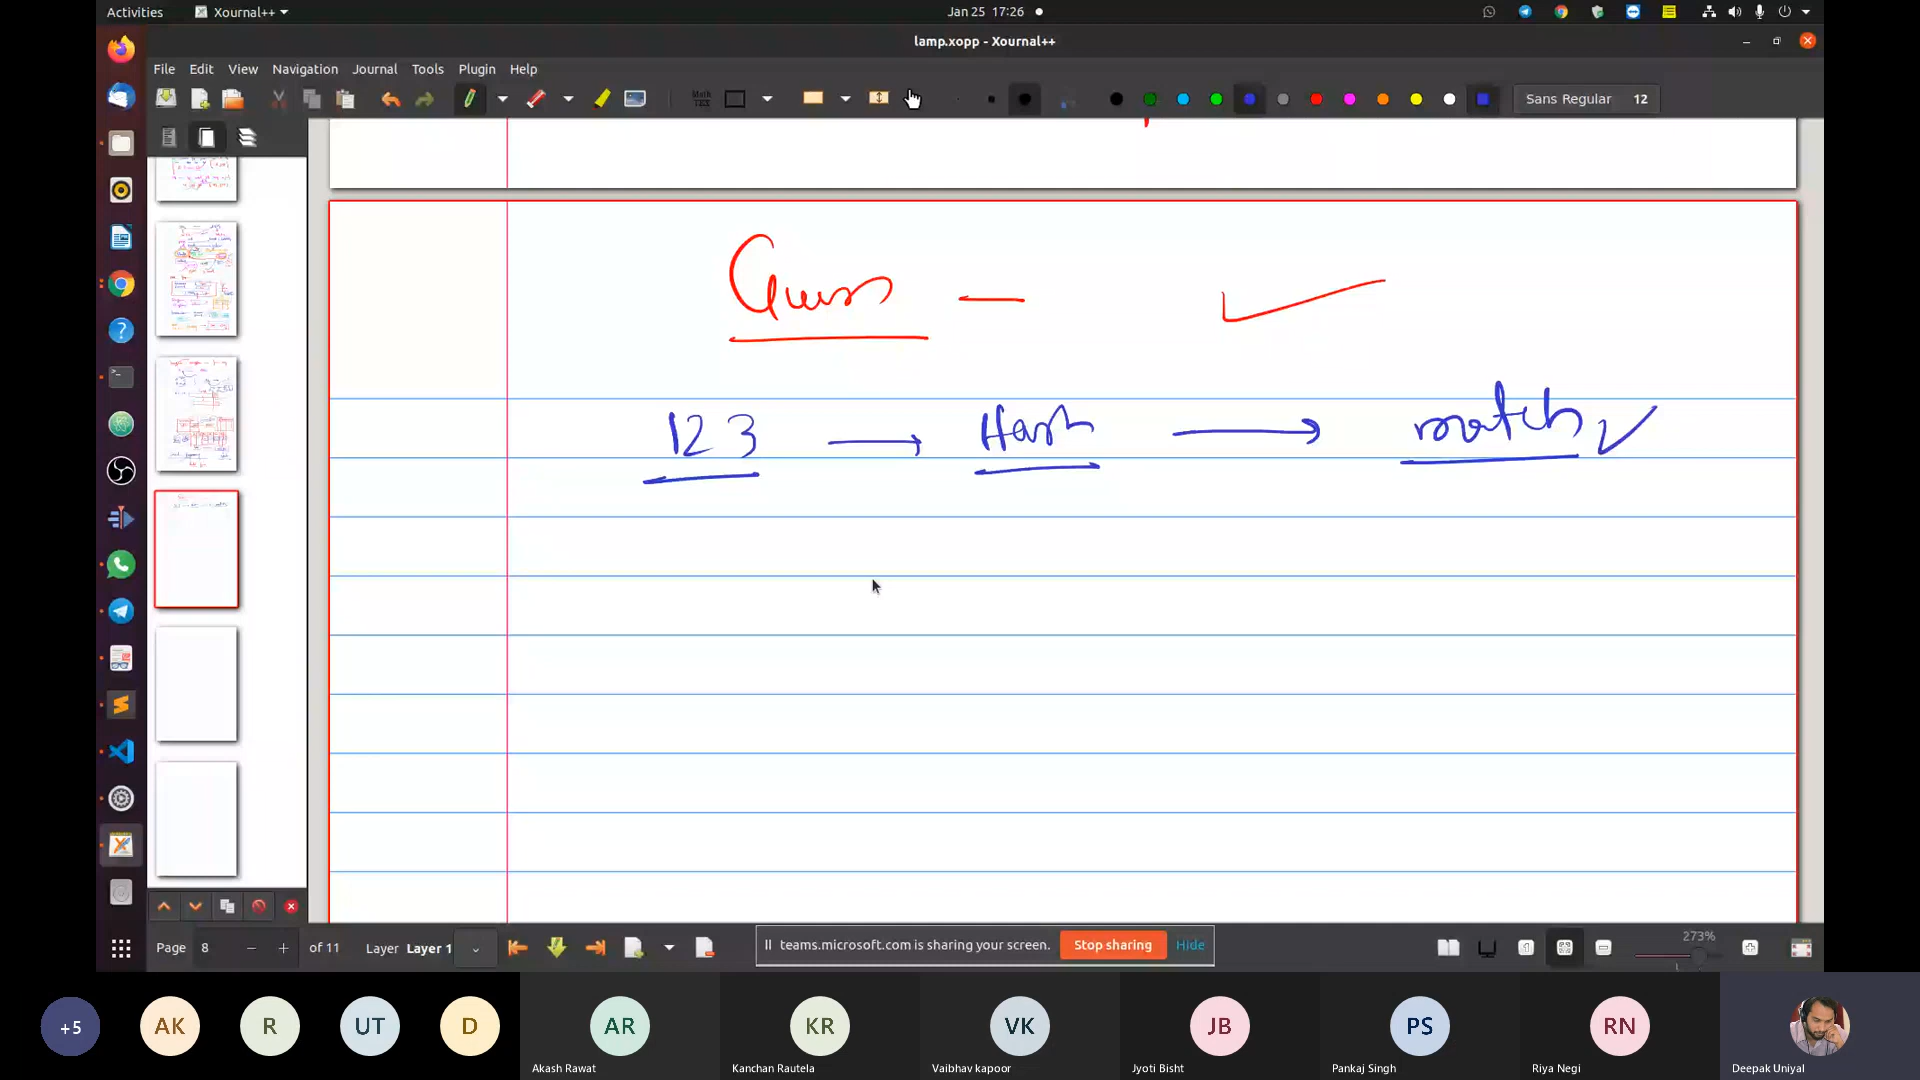 Activities Xournal++ Jan 25 17:26
lamp.xopp - Xournal++
File Edit View Navigation Journal Tools Plugin Help
Sans Regular 12
Guess —
123 → Hash → match ✓
Page 8 − + of 11 Layer Layer 1
teams.microsoft.com is sharing your screen. Stop sharing Hide
273%
+5 AK R UT D AR KR VK JB PS RN
Akash Rawat Kanchan Rautela Vaibhav kapoor Jyoti Bisht Pankaj Singh Riya Negi Deepak Uniyal